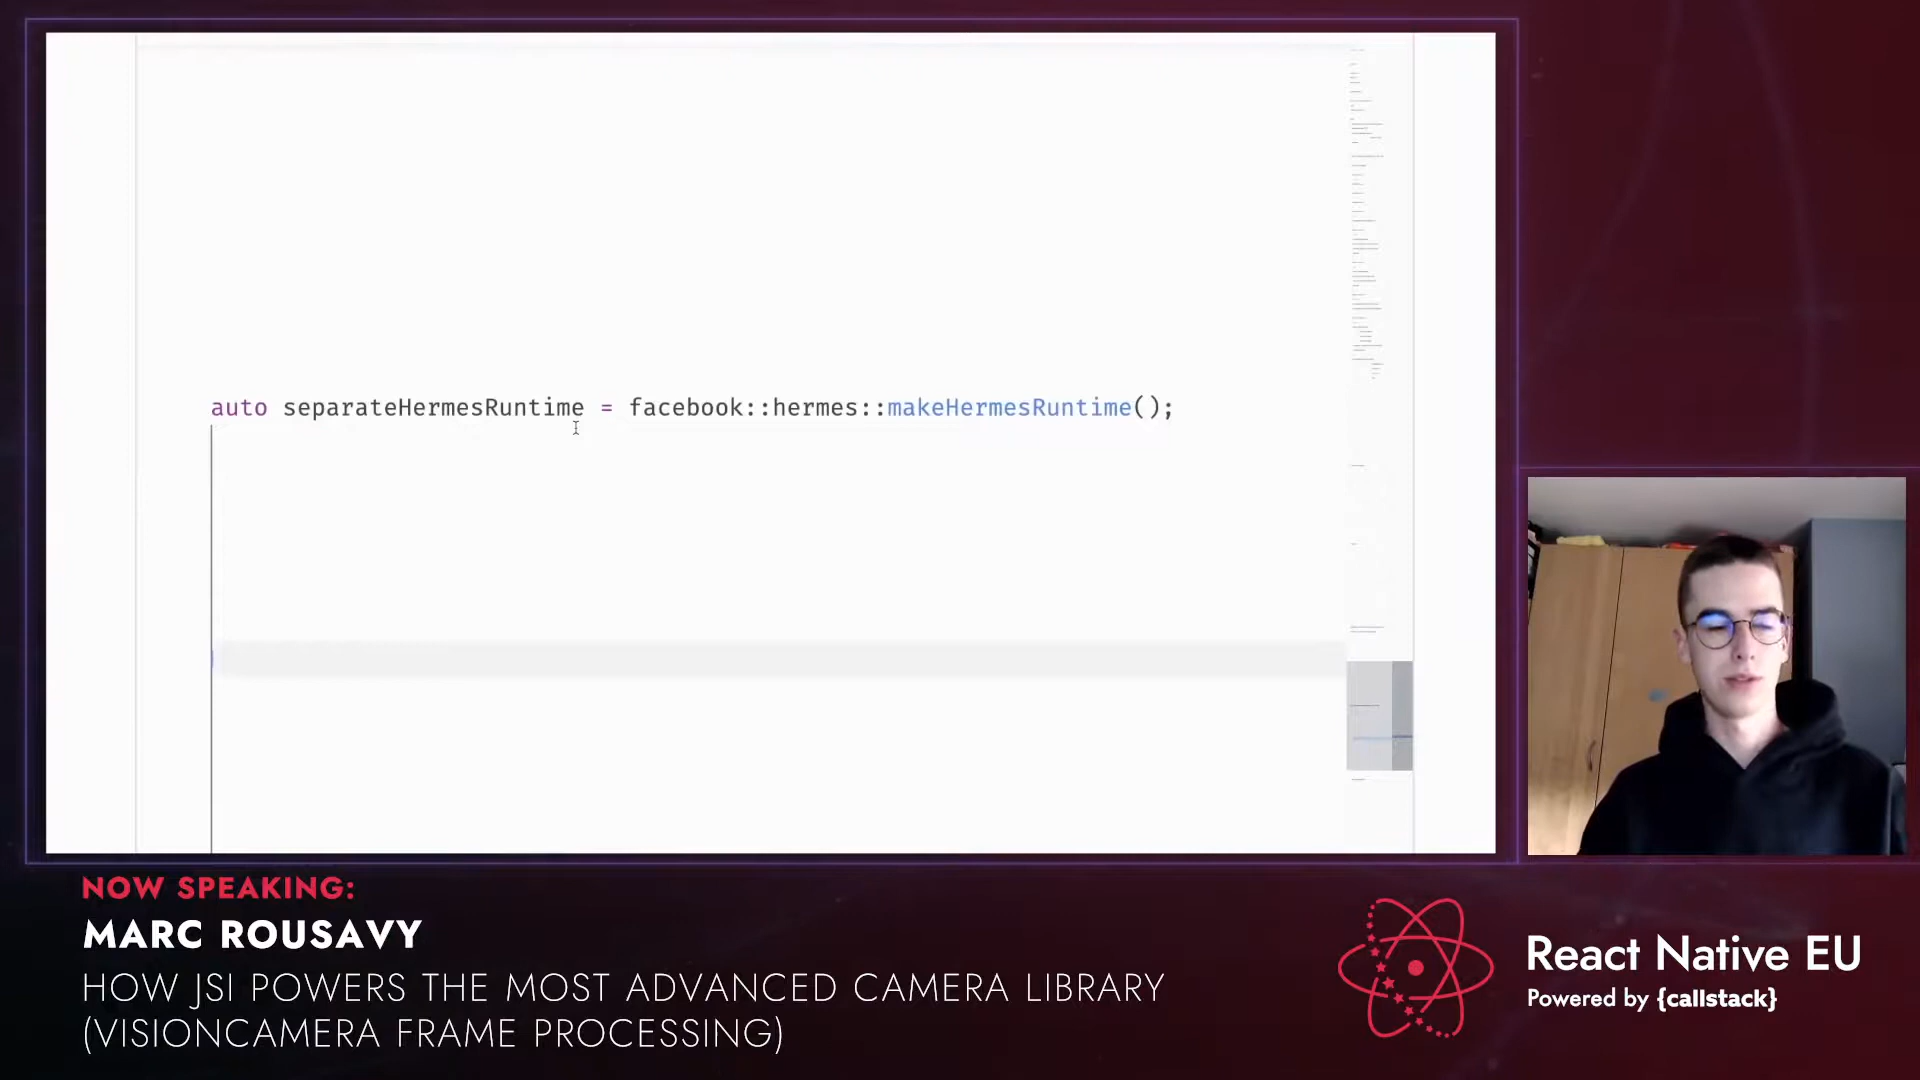 auto separateHermesRuntime = facebook::hermes::makeHermesRuntime();
NOW SPEAKING:
MARC ROUSAVY
HOW JSI POWERS THE MOST ADVANCED CAMERA LIBRARY
(VISIONCAMERA FRAME PROCESSING)
React Native EU
Powered by {callstack}